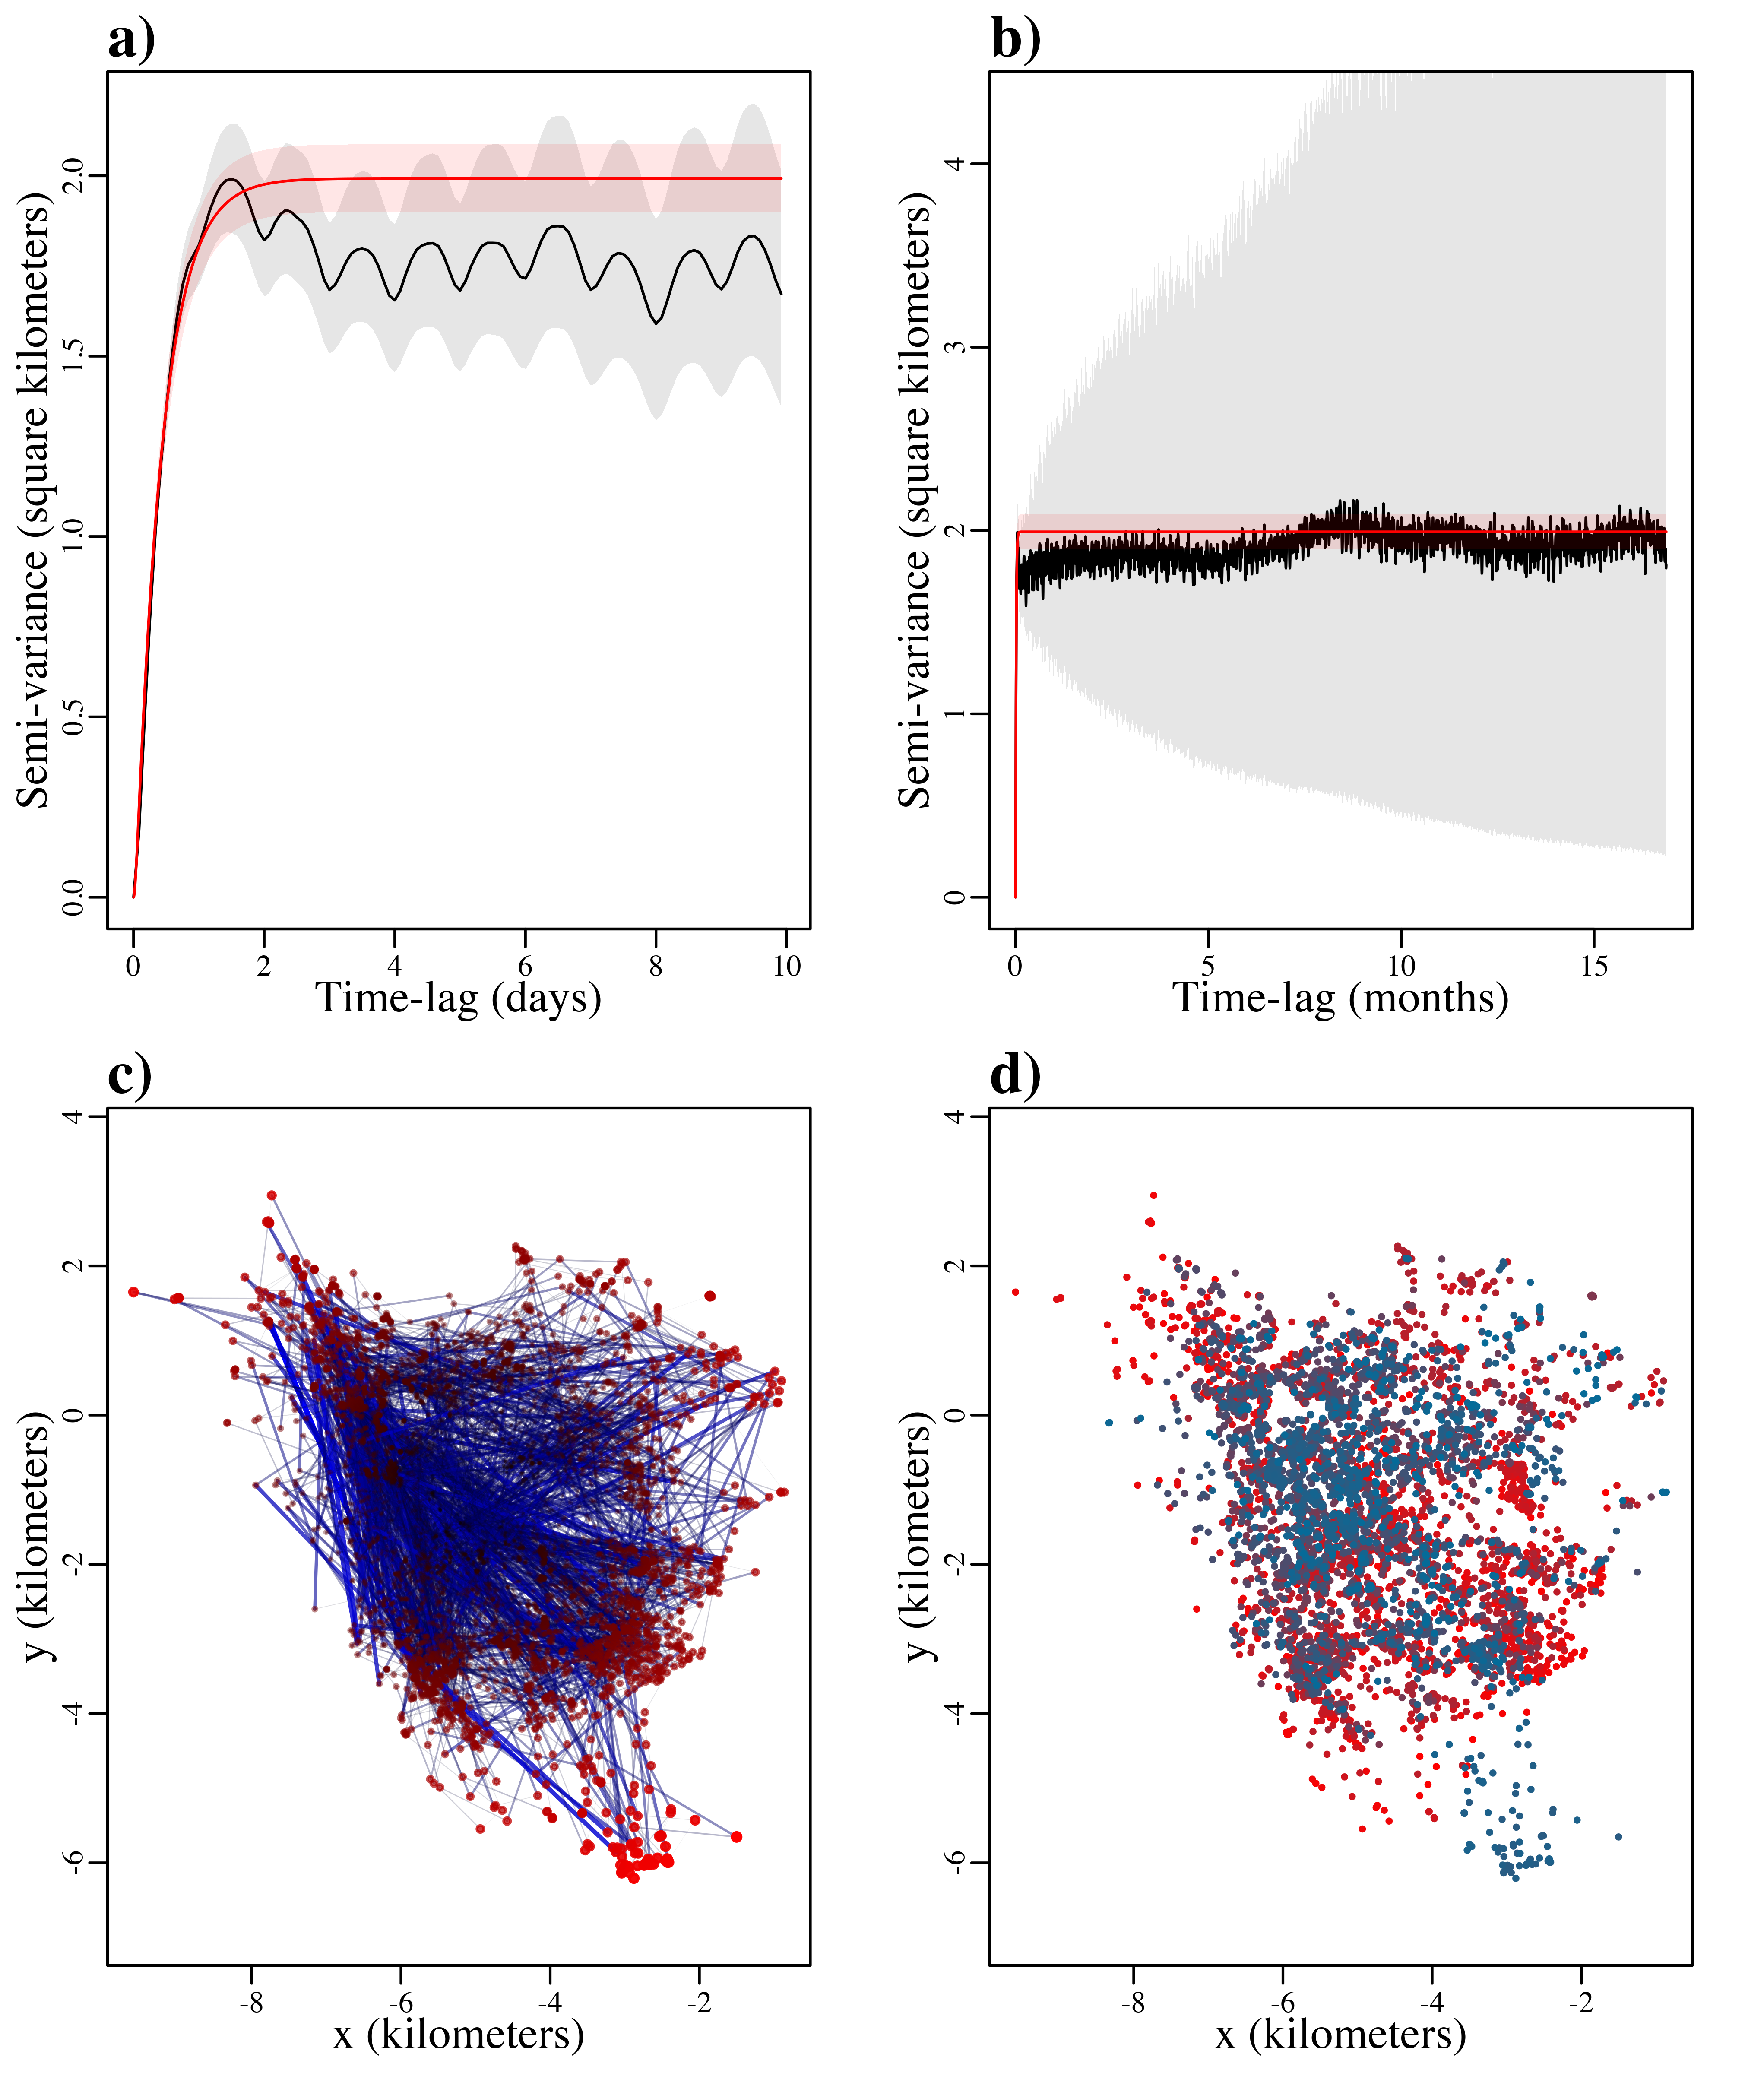 a)
Semi-variance (square kilometers)
2.0
1.5
1.0
0.5
0.0
0 2 4 6 8 10
Time-lag (days)
b)
Semi-variance (square kilometers)
4
3
2
1
0
0 5 10 15
Time-lag (months)
c)
y (kilometers)
4
2
0
-2
-4
-6
-8 -6 -4 -2
x (kilometers)
d)
y (kilometers)
4
2
0
-2
-4
-6
-8 -6 -4 -2
x (kilometers)